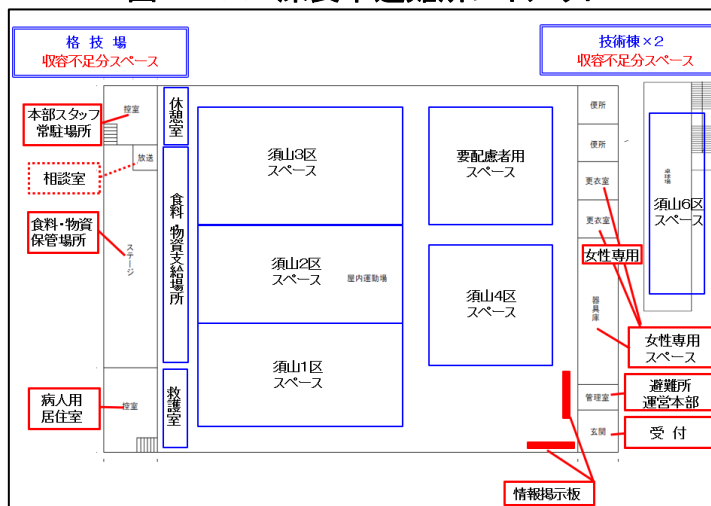 格 技 場
収容不足分スペース
技術棟×2
収容不足分スペース
本部スタッフ
常駐場所
控室
休憩室
放送
相談室
食料・物資
保管場所
ステージ
食料・物資支給場所
病人用
居住室
控室
救護室
須山3区
スペース
須山2区
スペース
屋内運動場
須山1区
スペース
要配慮者用
スペース
須山4区
スペース
便所
便所
更衣室
更衣室
女性専用
器具庫
管理室
玄関
卓球場
須山6区
スペース
女性専用
スペース
避難所
運営本部
受 付
情報掲示板